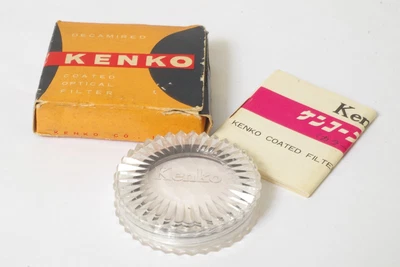 DECAMIRED
KENKO
COATED
OPTICAL
FILTER
KENKO CO
Ken
ケンコー
KENKO COATED FILTE
Kenko